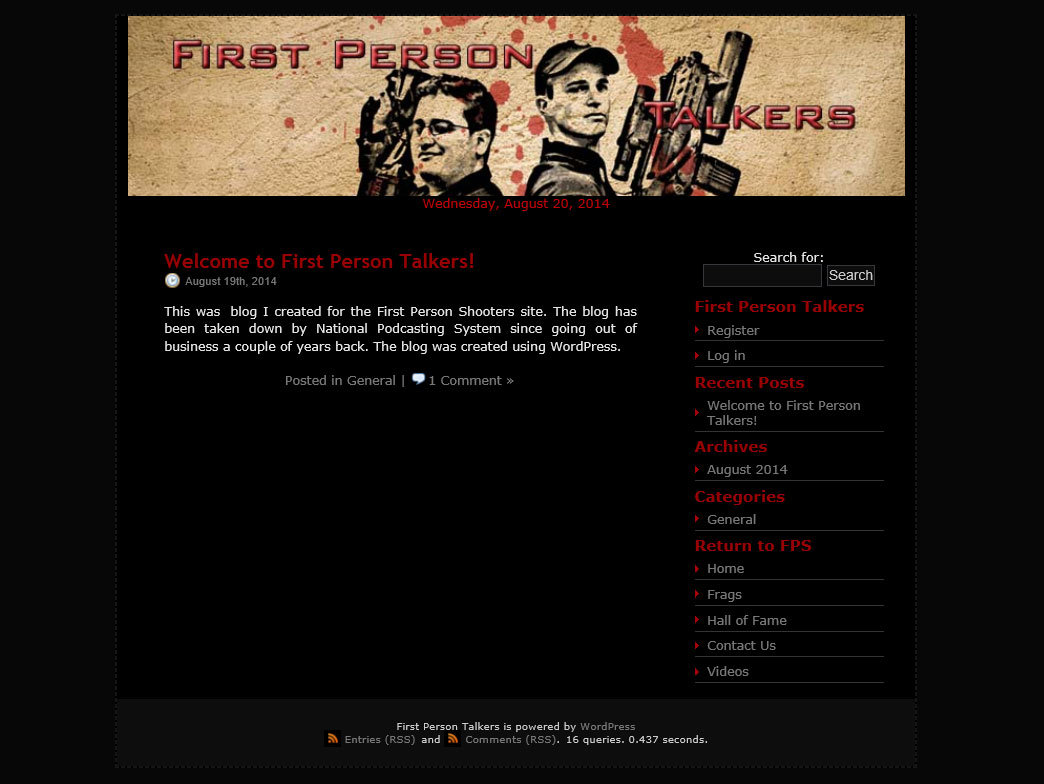 First Person
Talkers
Wednesday, August 20, 2014
Welcome to First Person Talkers!
August 19th, 2014
This was blog I created for the First Person Shooters site. The blog has
been taken down by National Podcasting System since going out of
business a couple of years back. The blog was created using WordPress.
Posted in General | 1 Comment »
Search for:
Search
First Person Talkers
Register
Log in
Recent Posts
Welcome to First Person
Talkers!
Archives
August 2014
Categories
General
Return to FPS
Home
Frags
Hall of Fame
Contact Us
Videos
First Person Talkers is powered by WordPress
Entries (RSS) and Comments (RSS). 16 queries. 0.437 seconds.